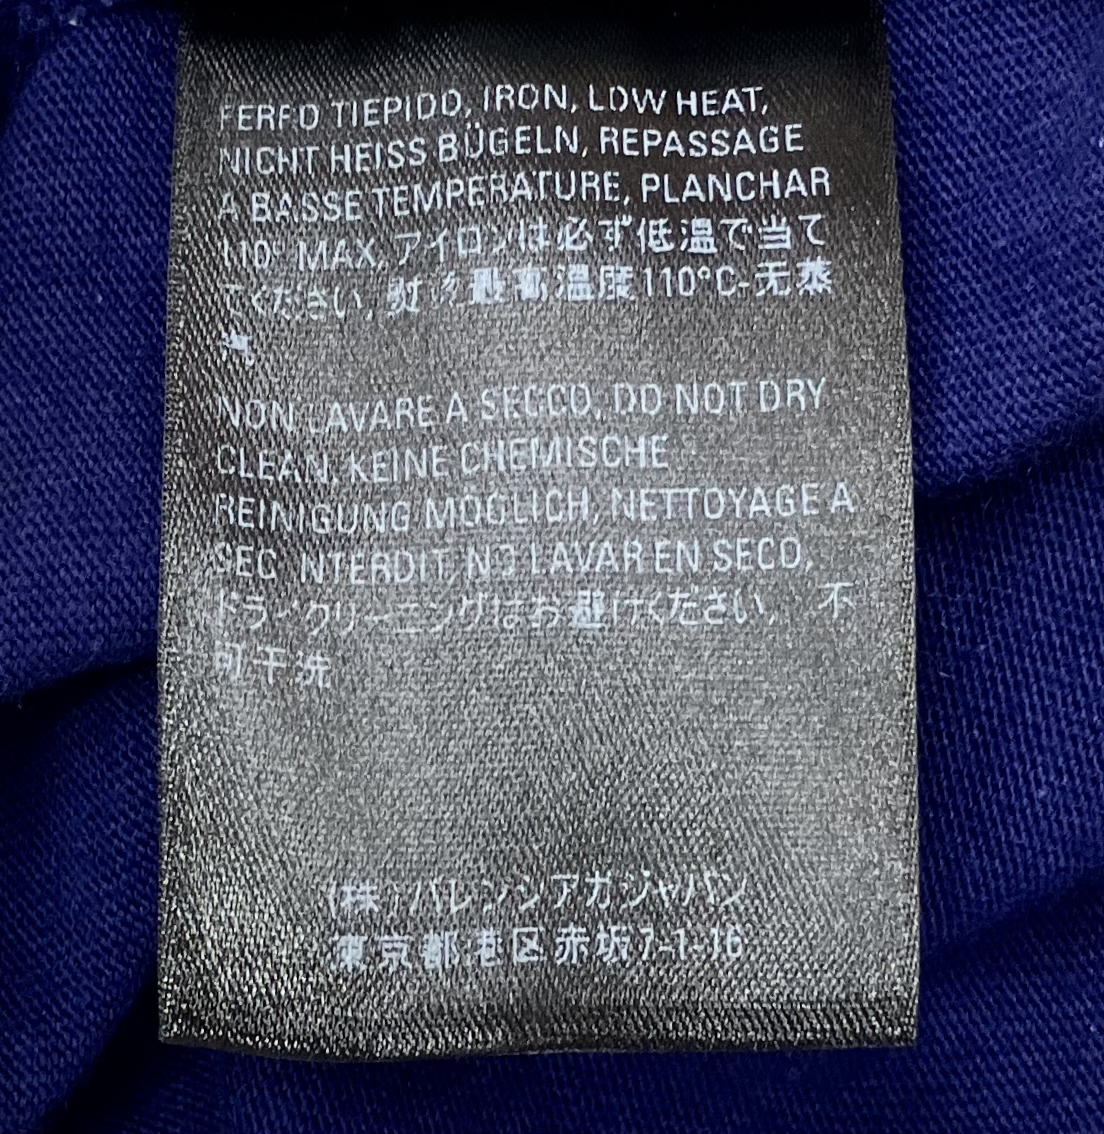 FERRO TIEPIDO, IRON, LOW HEAT,
NICHT HEISS BÜGELN, REPASSAGE
A BASSE TEMPERATURE, PLANCHAR
110° MAX, アイロンは必ず低温で当て
てください, 熨烫最高温度110°C-无蒸
汽
NON LAVARE A SECCO, DO NOT DRY
CLEAN, KEINE CHEMISCHE
REINIGUNG MÖGLICH, NETTOYAGE A
SEC INTERDIT, NO LAVAR EN SECO,
ドライクリーニングはお避けください, 不
可干洗
(株)バレンシアガジャパン
東京都港区赤坂7-1-16